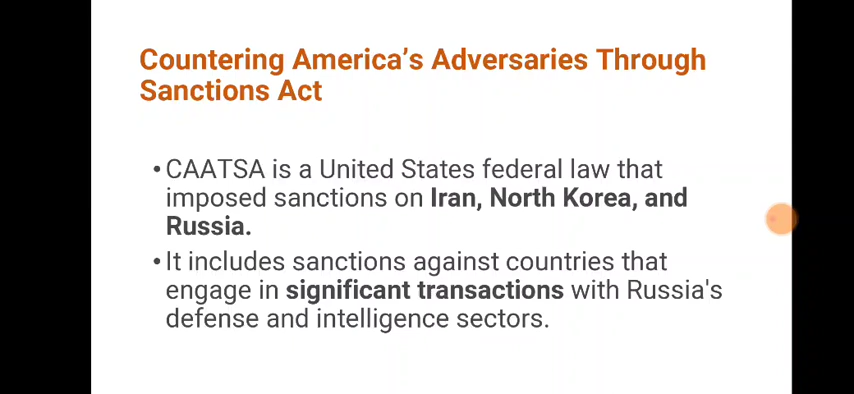 Countering America’s Adversaries Through
Sanctions Act
•CAATSA is a United States federal law that
imposed sanctions on Iran, North Korea, and
Russia.
•It includes sanctions against countries that
engage in significant transactions with Russia's
defense and intelligence sectors.